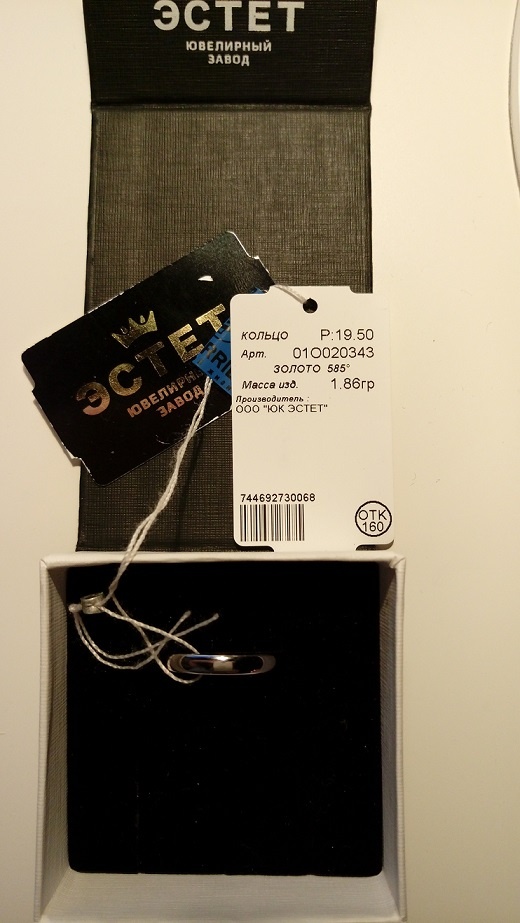 ЭСТЕТ
ЮВЕЛИРНЫЙ
ЗАВОД
ЭСТЕТ
ЮВЕЛИРН
ЗАВОД
КОЛЬЦО Р:19.50
Арт. 01О020343
ЗОЛОТО 585°
Масса изд. 1.86гр
Производитель :
ООО "ЮК ЭСТЕТ"
744692730068
ОТК
160